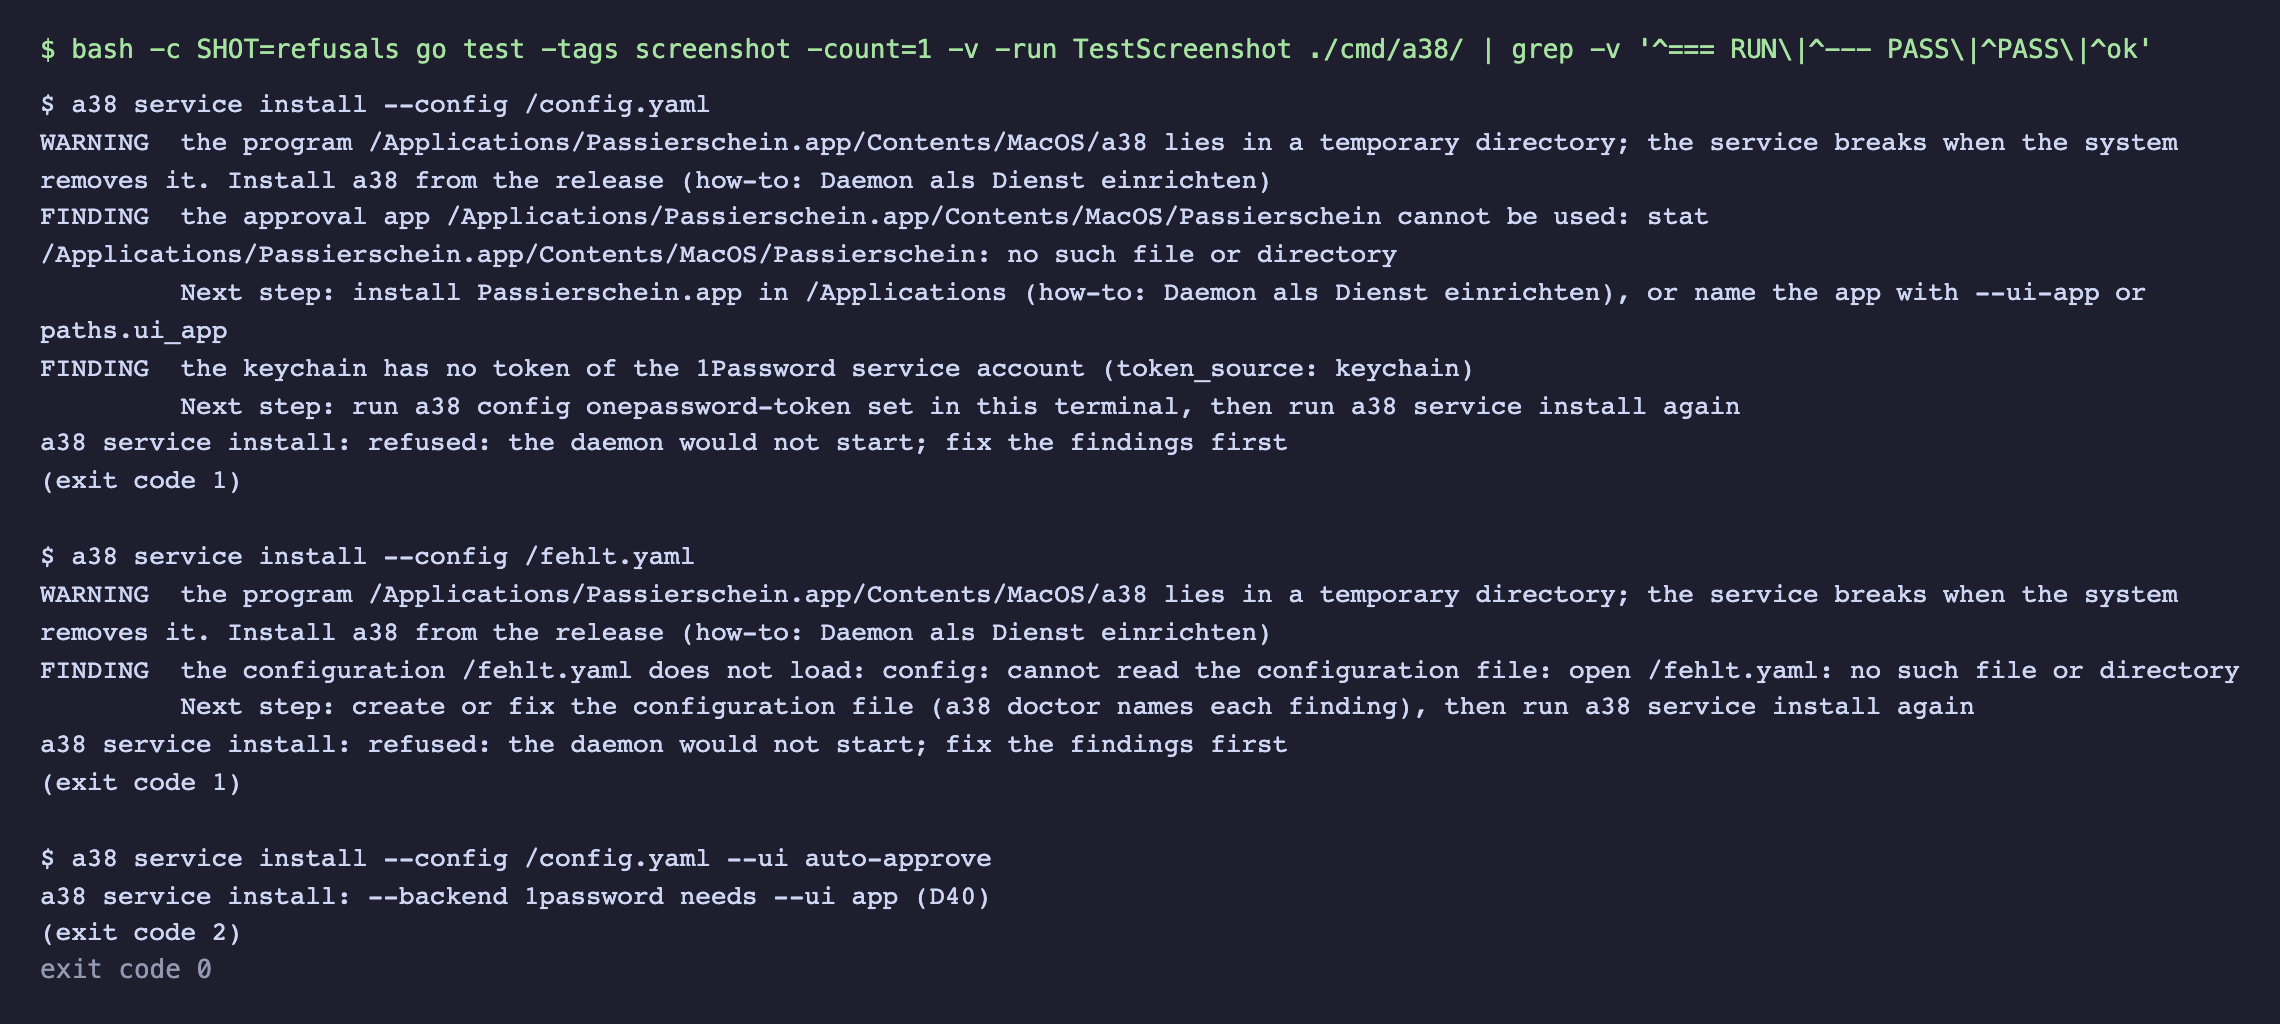 $ bash -c SHOT=refusals go test -tags screenshot -count=1 -v -run TestScreenshot ./cmd/a38/ | grep -v '^=== RUN\|^--- PASS\|^PASS\|^ok'
$ a38 service install --config /config.yaml
WARNING  the program /Applications/Passierschein.app/Contents/MacOS/a38 lies in a temporary directory; the service breaks when the system
removes it. Install a38 from the release (how-to: Daemon als Dienst einrichten)
FINDING  the approval app /Applications/Passierschein.app/Contents/MacOS/Passierschein cannot be used: stat
/Applications/Passierschein.app/Contents/MacOS/Passierschein: no such file or directory
         Next step: install Passierschein.app in /Applications (how-to: Daemon als Dienst einrichten), or name the app with --ui-app or
paths.ui_app
FINDING  the keychain has no token of the 1Password service account (token_source: keychain)
         Next step: run a38 config onepassword-token set in this terminal, then run a38 service install again
a38 service install: refused: the daemon would not start; fix the findings first
(exit code 1)

$ a38 service install --config /fehlt.yaml
WARNING  the program /Applications/Passierschein.app/Contents/MacOS/a38 lies in a temporary directory; the service breaks when the system
removes it. Install a38 from the release (how-to: Daemon als Dienst einrichten)
FINDING  the configuration /fehlt.yaml does not load: config: cannot read the configuration file: open /fehlt.yaml: no such file or directory
         Next step: create or fix the configuration file (a38 doctor names each finding), then run a38 service install again
a38 service install: refused: the daemon would not start; fix the findings first
(exit code 1)

$ a38 service install --config /config.yaml --ui auto-approve
a38 service install: --backend 1password needs --ui app (D40)
(exit code 2)
exit code 0